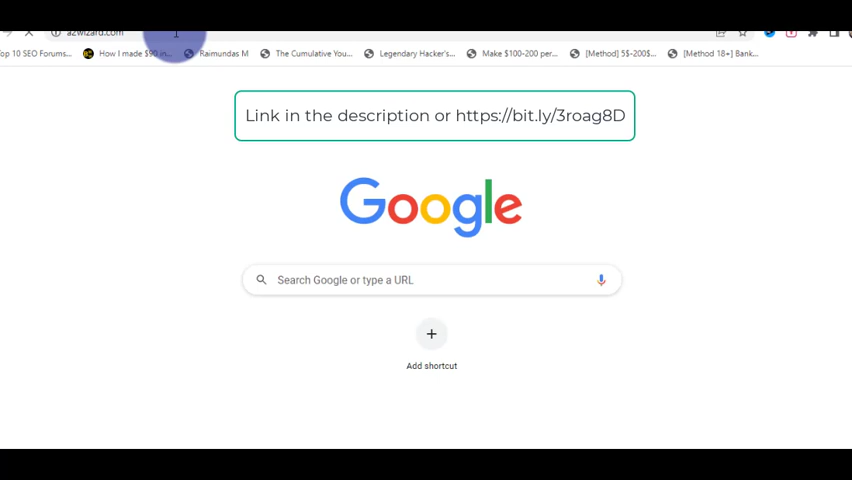 azwizard.com
Top 10 SEO Forums... How I made $90 in... Raimundas M The Cumulative You... Legendary Hacker's... Make $100-200 per... [Method] 5$-200$... [Method 18+] Bank...
Link in the description or https://bit.ly/3roag8D
Google
Search Google or type a URL
Add shortcut